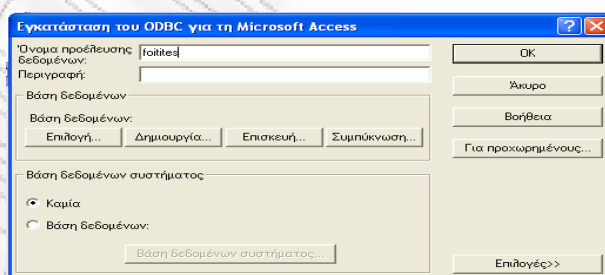 Εγκατάσταση του ODBC για τη Microsoft Access
Όνομα προέλευσης
δεδομένων:
foitites
Περιγραφή:
Βάση δεδομένων
Βάση δεδομένων:
Επιλογή...
Δημιουργία...
Επισκευή...
Συμπύκνωση...
Βάση δεδομένων συστήματος
Καμία
Βάση δεδομένων:
Βάση δεδομένων συστήματος...
OK
Άκυρο
Βοήθεια
Για προχωρημένους...
Επιλογές>>